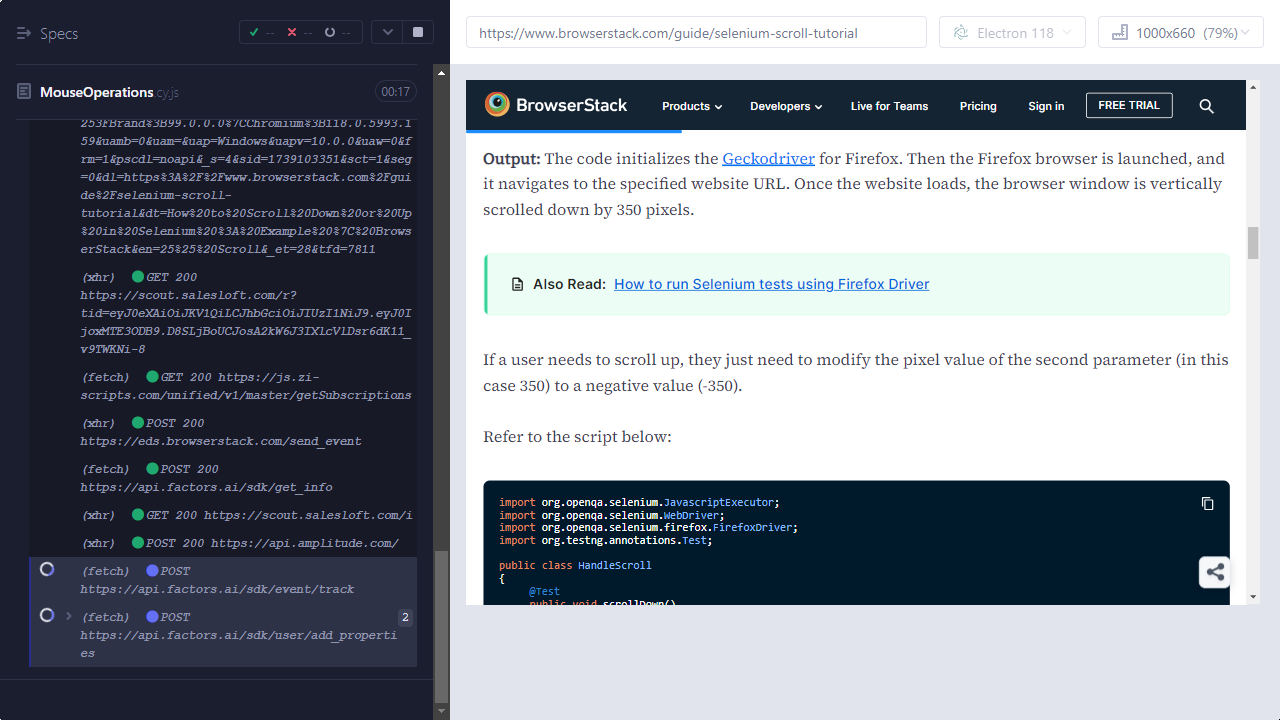 Specs
--
--
--
MouseOperations.cy.js
00:17
253FBrand%3B99.0.0.0%7CChromium%3B118.0.5993.1
59&uamb=0&uam=&uap=Windows&uapv=10.0.0&uaw=0&f
rm=1&pscdl=noapi&_s=4&sid=1739103351&sct=1&seg
=0&dl=https%3A%2F%2Fwww.browserstack.com%2Fgui
de%2Fselenium-scroll-
tutorial&dt=How%20to%20Scroll%20Down%20or%20Up
%20in%20Selenium%20%3A%20Example%20%7C%20Brows
erStack&en=25%25%20Scroll&_et=28&tfd=7811
(xhr) GET 200
https://scout.salesloft.com/r?
tid=eyJ0eXAiOiJKV1QiLCJhbGciOiJIUzI1NiJ9.eyJ0I
joxMTE3ODB9.D8SLjBoUCJosA2kW6J3IXlcVlDsr6dK11_
v9TWKNi-8
(fetch) GET 200 https://js.zi-
scripts.com/unified/v1/master/getSubscriptions
(xhr) POST 200
https://eds.browserstack.com/send_event
(fetch) POST 200
https://api.factors.ai/sdk/get_info
(xhr) GET 200 https://scout.salesloft.com/i
(xhr) POST 200 https://api.amplitude.com/
(fetch) POST
https://api.factors.ai/sdk/event/track
(fetch) POST 2
https://api.factors.ai/sdk/user/add_properti
es
https://www.browserstack.com/guide/selenium-scroll-tutorial
Electron 118
1000x660 (79%)
BrowserStack Products Developers Live for Teams Pricing Sign in FREE TRIAL
Output: The code initializes the Geckodriver for Firefox. Then the Firefox browser is launched, and
it navigates to the specified website URL. Once the website loads, the browser window is vertically
scrolled down by 350 pixels.
Also Read: How to run Selenium tests using Firefox Driver
If a user needs to scroll up, they just need to modify the pixel value of the second parameter (in this
case 350) to a negative value (-350).
Refer to the script below:
import org.openqa.selenium.JavascriptExecutor;
import org.openqa.selenium.WebDriver;
import org.openqa.selenium.firefox.FirefoxDriver;
import org.testng.annotations.Test;
public class HandleScroll
{
@Test
public void scrollDown()